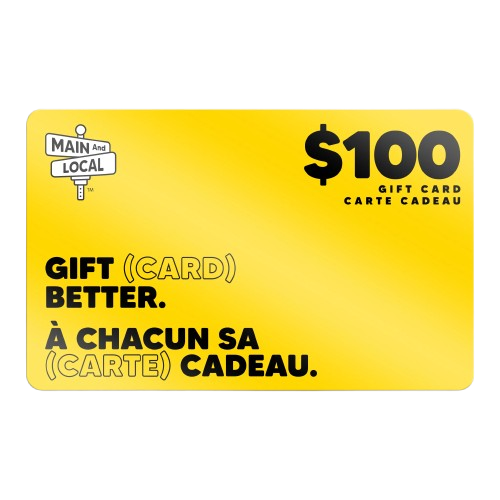 MAIN And
LOCAL
TM
$100
GIFT CARD
CARTE CADEAU
GIFT (CARD)
BETTER.
À CHACUN SA
(CARTE) CADEAU.